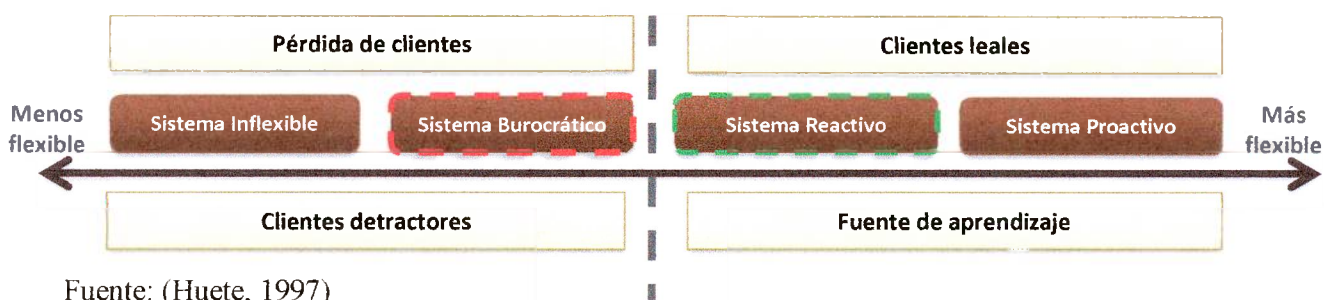 Pérdida de clientes
Clientes leales
Menos
flexible
Sistema Inflexible
Sistema Burocrático
Sistema Reactivo
Sistema Proactivo
Más
flexible
Clientes detractores
Fuente de aprendizaje
Fuente: (Huete, 1997)